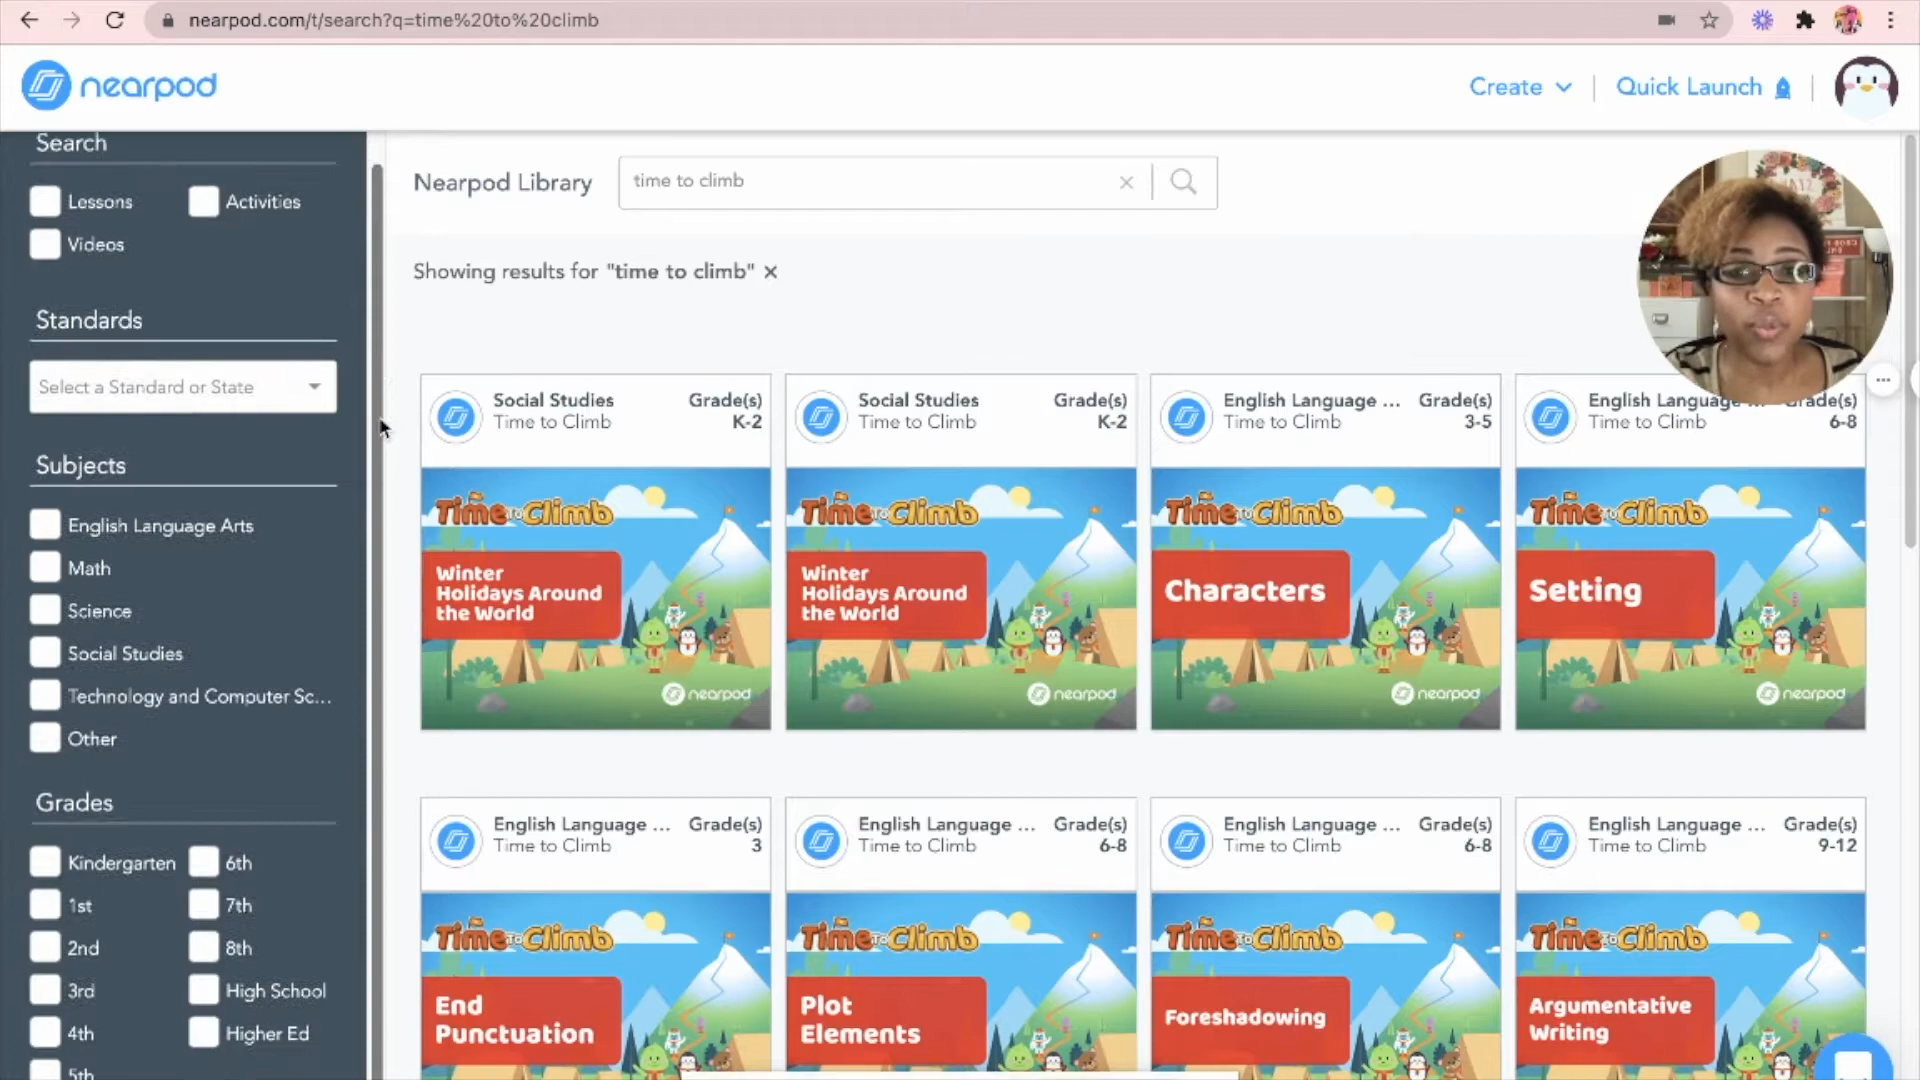 nearpod.com/t/search?q=time%20to%20climb
nearpod
Create
Quick Launch
Search
Lessons
Activities
Videos
Standards
Select a Standard or State
Subjects
English Language Arts
Math
Science
Social Studies
Technology and Computer Sc...
Other
Grades
Kindergarten
6th
1st
7th
2nd
8th
3rd
High School
4th
Higher Ed
5th
Nearpod Library
time to climb
Showing results for "time to climb"
Social Studies
Grade(s)
Time to Climb
K-2
Time to Climb
Winter
Holidays Around
the World
nearpod
Social Studies
Grade(s)
Time to Climb
K-2
Time to Climb
Winter
Holidays Around
the World
nearpod
English Language ...
Grade(s)
Time to Climb
3-5
Time to Climb
Characters
nearpod
English Language
Grade(s)
Time to Climb
6-8
Time to Climb
Setting
nearpod
English Language ...
Grade(s)
Time to Climb
3
Time to Climb
End
Punctuation
English Language ...
Grade(s)
Time to Climb
6-8
Time to Climb
Plot
Elements
English Language ...
Grade(s)
Time to Climb
6-8
Time to Climb
Foreshadowing
English Language ...
Grade(s)
Time to Climb
9-12
Time to Climb
Argumentative
Writing